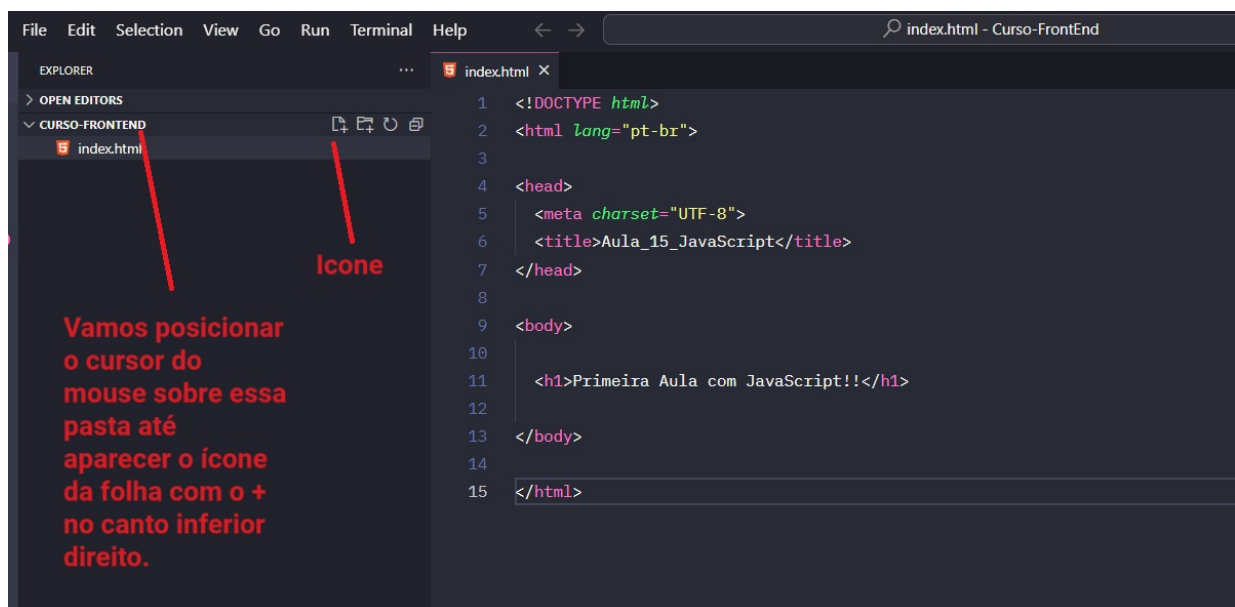 File Edit Selection View Go Run Terminal Help
index.html - Curso-FrontEnd
EXPLORER
index.html
OPEN EDITORS
CURSO-FRONTEND
index.html
Icone
Vamos posicionar
o cursor do
mouse sobre essa
pasta até
aparecer o ícone
da folha com o +
no canto inferior
direito.
1 <!DOCTYPE html>
2 <html lang="pt-br">
3
4 <head>
5 <meta charset="UTF-8">
6 <title>Aula_15_JavaScript</title>
7 </head>
8
9 <body>
10
11 <h1>Primeira Aula com JavaScript!!</h1>
12
13 </body>
14
15 </html>